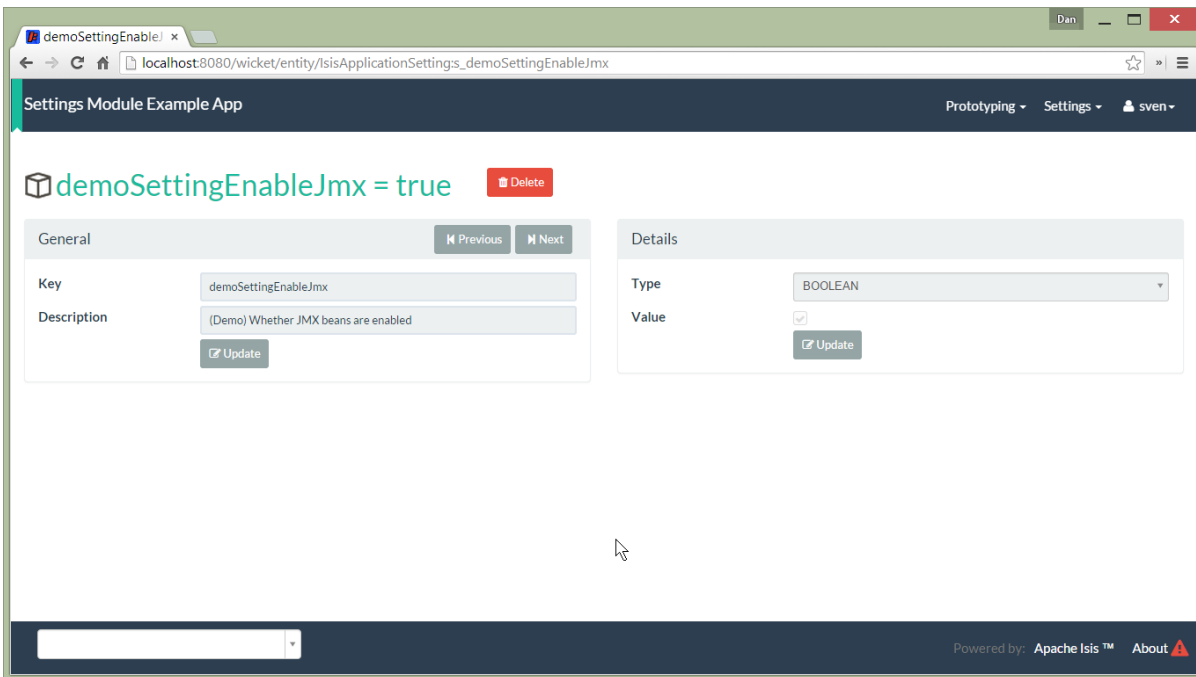 Dan
demoSettingEnableJ
localhost:8080/wicket/entity/IsisApplicationSetting:s_demoSettingEnableJmx
Settings Module Example App
Prototyping Settings sven
demoSettingEnableJmx = true Delete
General Previous Next
Key demoSettingEnableJmx
Description (Demo) Whether JMX beans are enabled
Update
Details
Type BOOLEAN
Value
Update
Powered by: Apache Isis ™ About